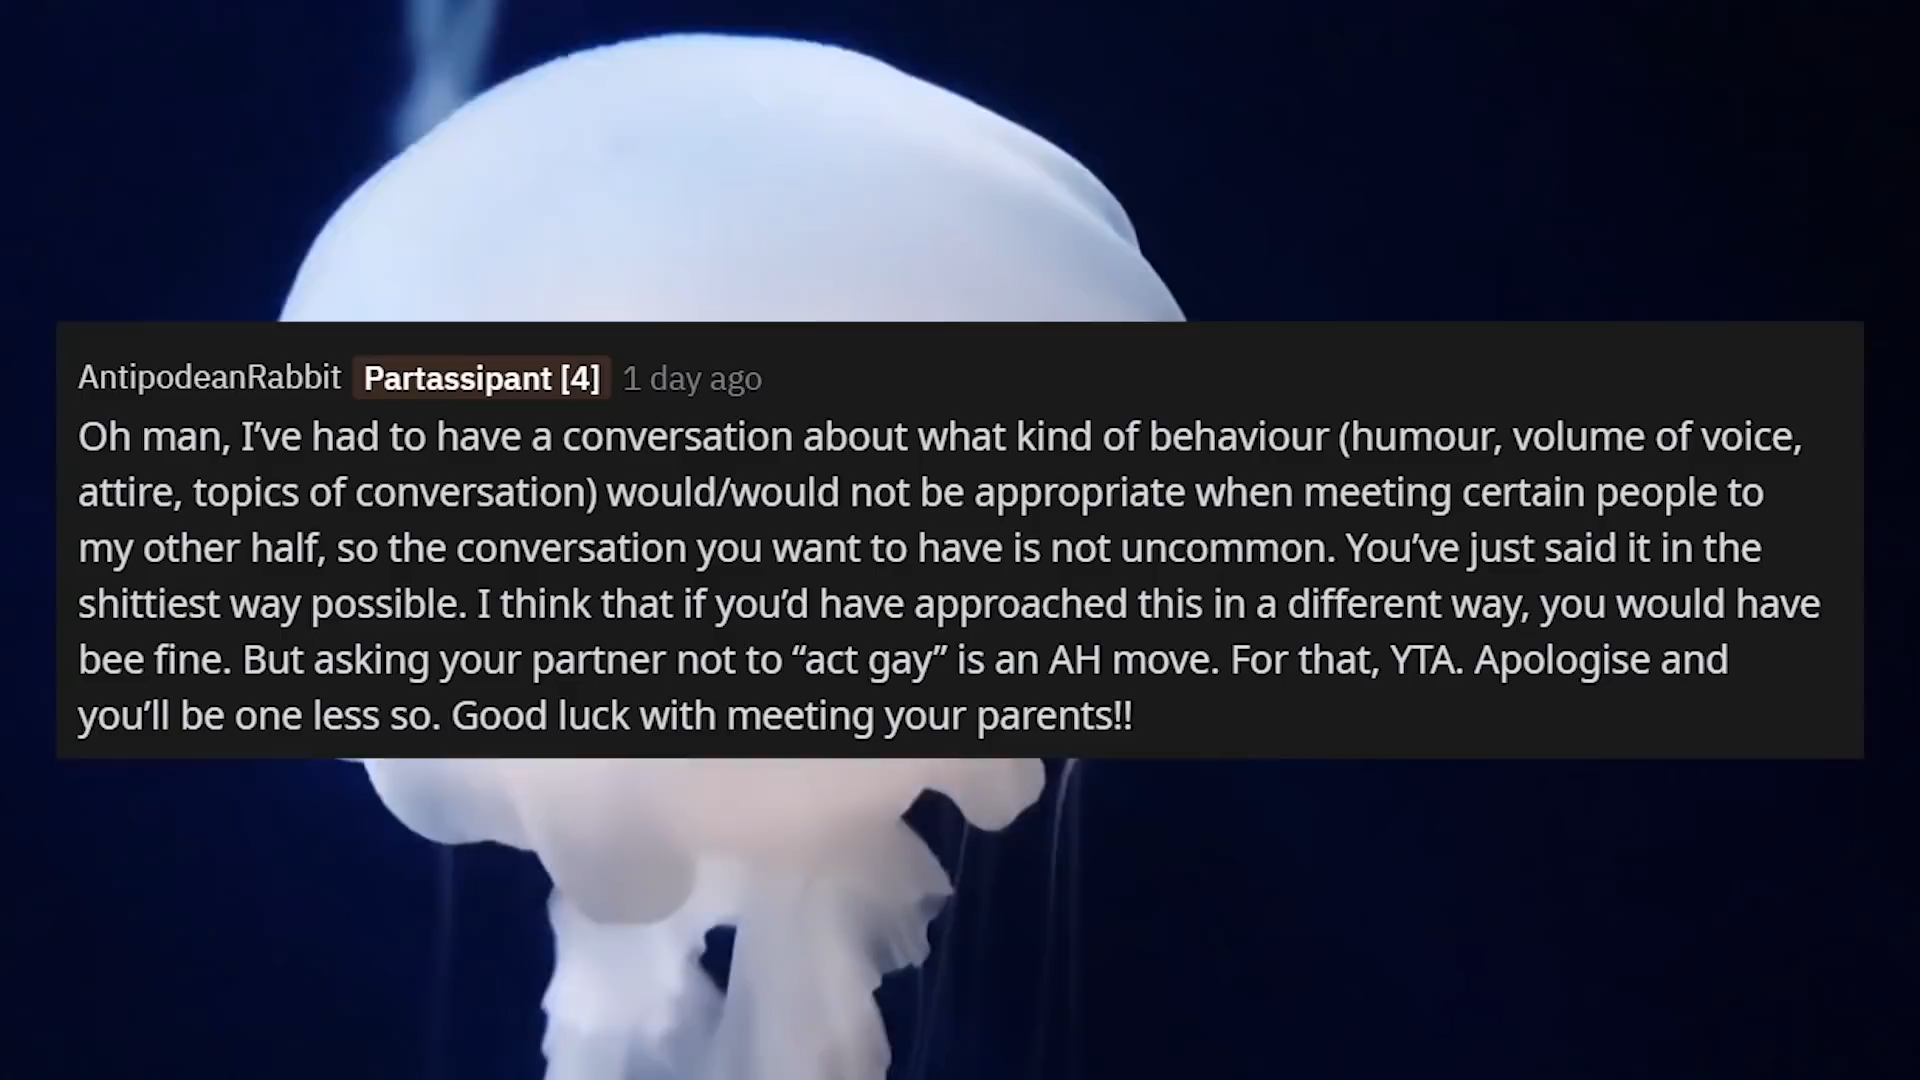 AntipodeanRabbit Partassipant [4] 1 day ago
Oh man, I’ve had to have a conversation about what kind of behaviour (humour, volume of voice,
attire, topics of conversation) would/would not be appropriate when meeting certain people to
my other half, so the conversation you want to have is not uncommon. You’ve just said it in the
shittiest way possible. I think that if you’d have approached this in a different way, you would have
bee fine. But asking your partner not to “act gay” is an AH move. For that, YTA. Apologise and
you’ll be one less so. Good luck with meeting your parents!!